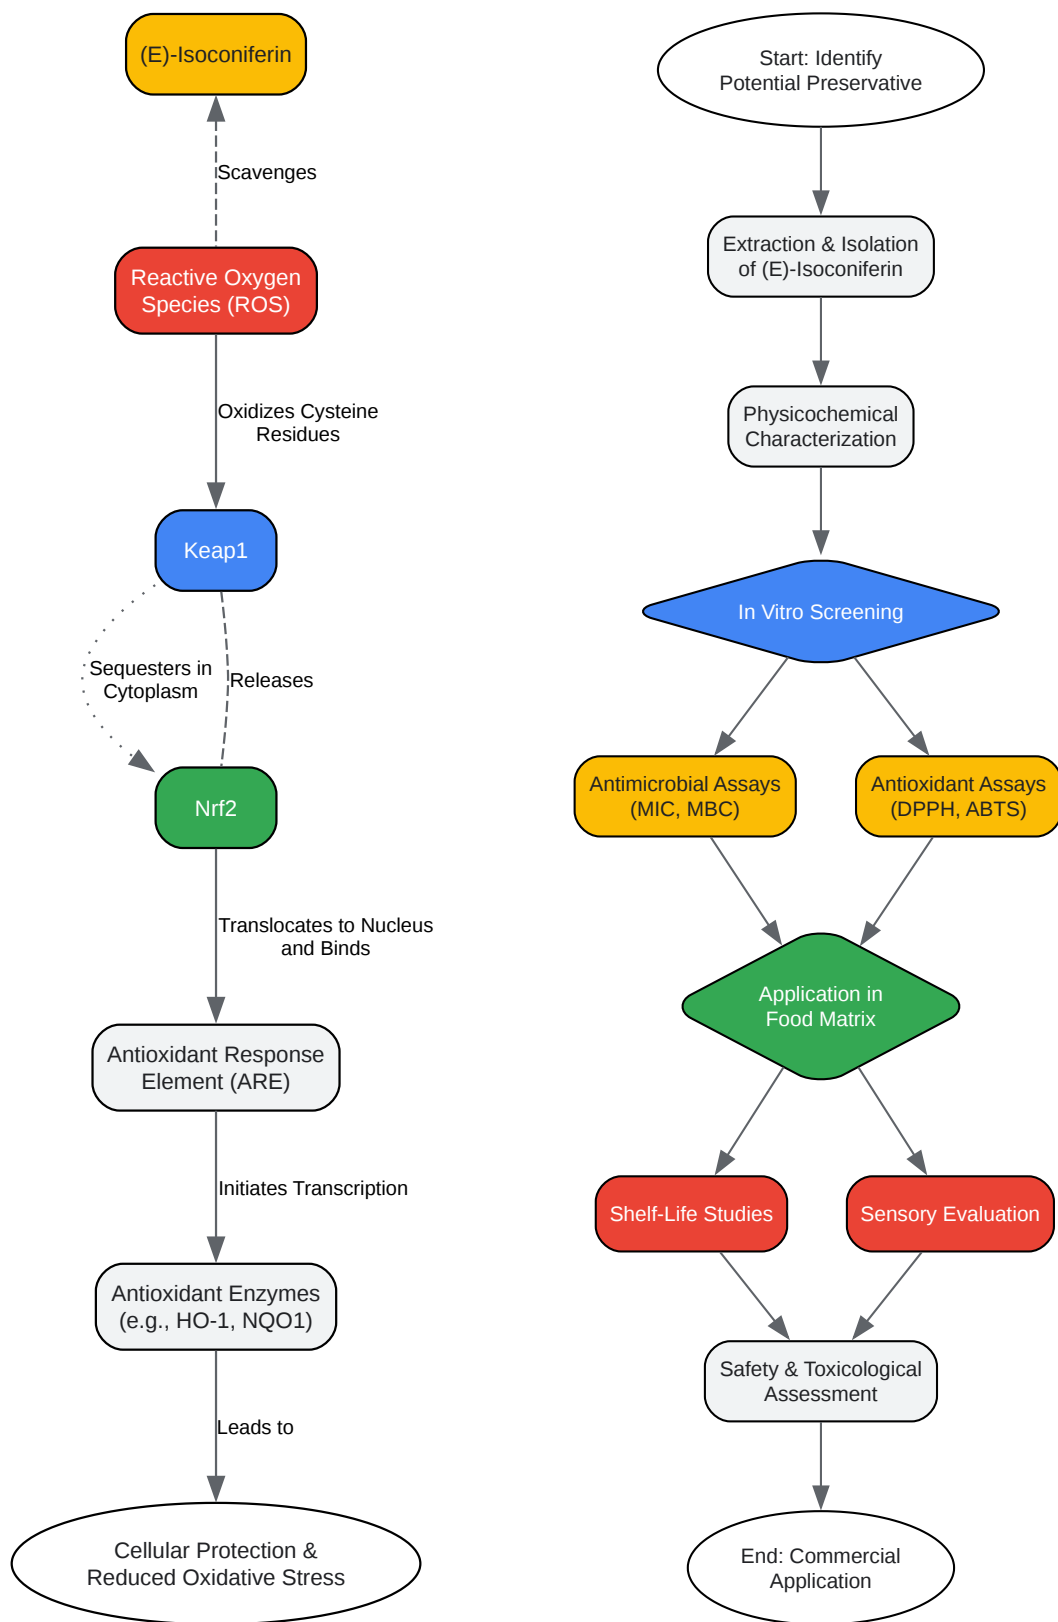 (E)-Isoconiferin
Scavenges
Reactive Oxygen
Species (ROS)
Oxidizes Cysteine
Residues
Keap1
Sequesters in
Cytoplasm
Releases
Nrf2
Translocates to Nucleus
and Binds
Antioxidant Response
Element (ARE)
Initiates Transcription
Antioxidant Enzymes
(e.g., HO-1, NQO1)
Leads to
Cellular Protection &
Reduced Oxidative Stress
Start: Identify
Potential Preservative
Extraction & Isolation
of (E)-Isoconiferin
Physicochemical
Characterization
In Vitro Screening
Antimicrobial Assays
(MIC, MBC)
Antioxidant Assays
(DPPH, ABTS)
Application in
Food Matrix
Shelf-Life Studies
Sensory Evaluation
Safety & Toxicological
Assessment
End: Commercial
Application